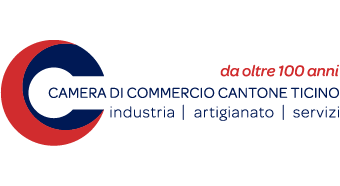 da oltre 100 anni
CAMERA DI COMMERCIO CANTONE TICINO
industria | artigianato | servizi